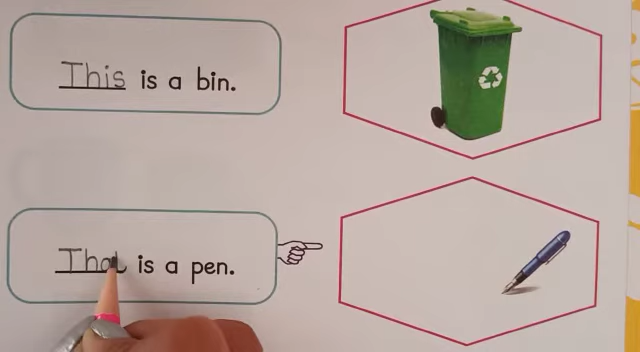 This is a bin.
That is a pen.